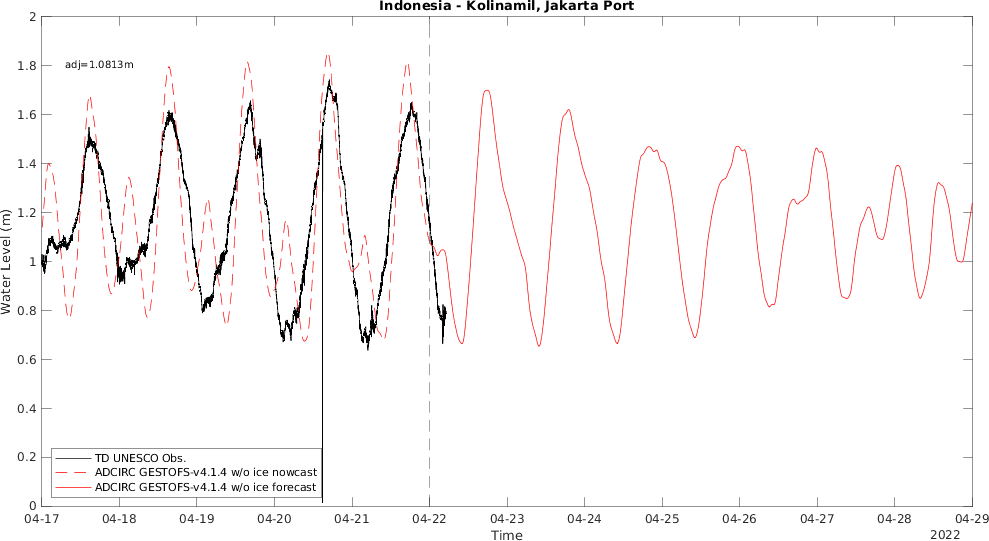 Indonesia - Kolinamil, Jakarta Port
adj=1.0813m
Water Level (m)
2
1.8
1.6
1.4
1.2
1
0.8
0.6
0.4
0.2
0
TD UNESCO Obs.
ADCIRC GESTOFS-v4.1.4 w/o ice nowcast
ADCIRC GESTOFS-v4.1.4 w/o ice forecast
04-17 04-18 04-19 04-20 04-21 04-22 04-23 04-24 04-25 04-26 04-27 04-28 04-29
Time
2022